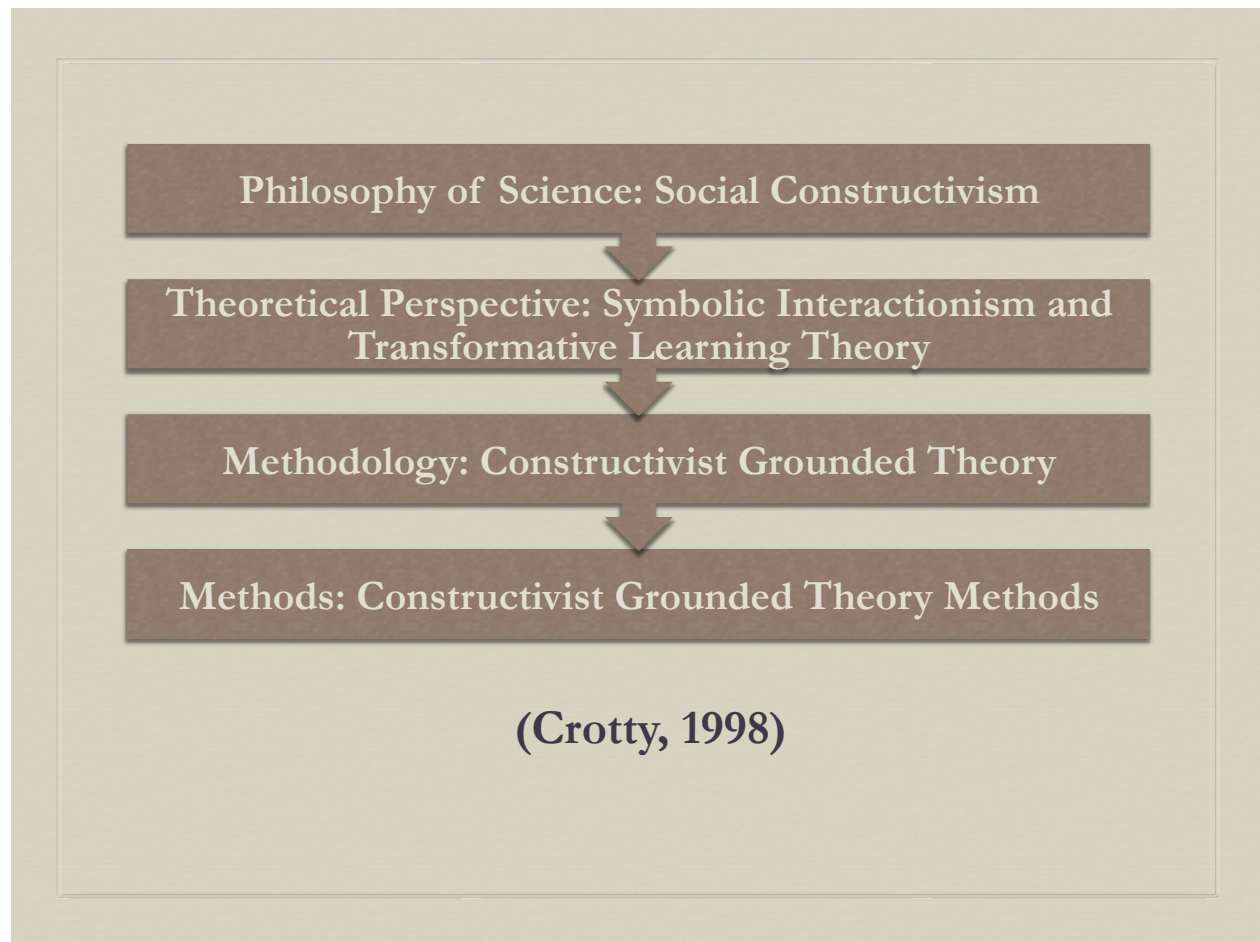 Philosophy of Science: Social Constructivism
Theoretical Perspective: Symbolic Interactionism and
Transformative Learning Theory
Methodology: Constructivist Grounded Theory
Methods: Constructivist Grounded Theory Methods
(Crotty, 1998)